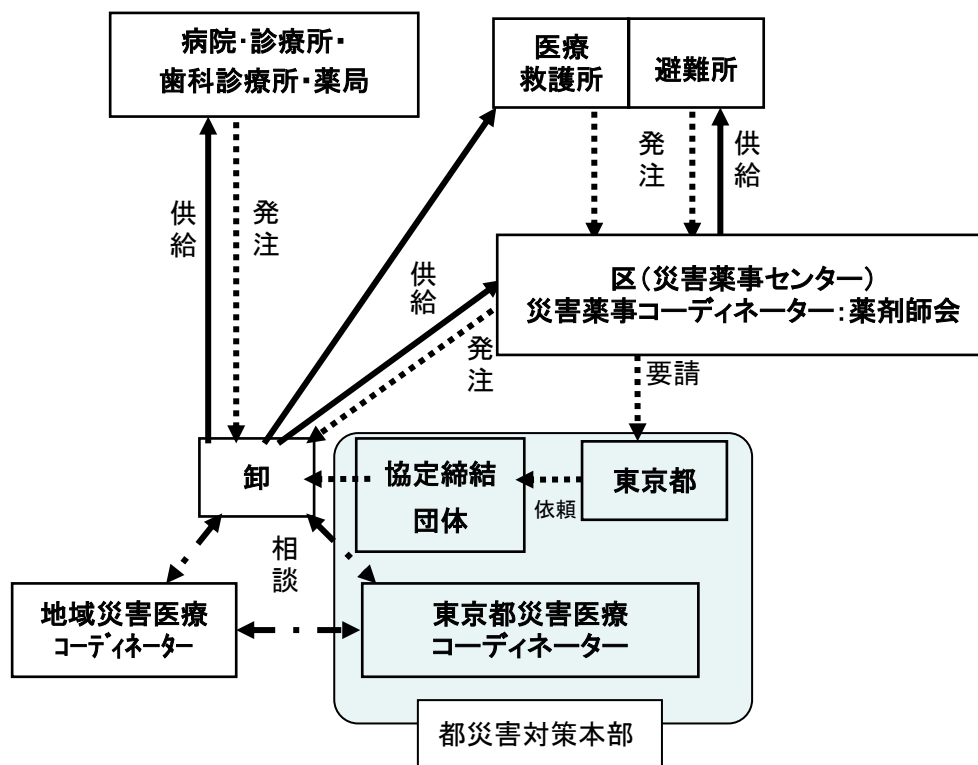 病院・診療所・
歯科診療所・薬局
医療
救護所
避難所
供給
発注
発注
供給
供給
発注
区(災害薬事センター)
災害薬事コーディネーター:薬剤師会
要請
卸
協定締結
団体
依頼
東京都
相談
地域災害医療
コーディネーター
東京都災害医療
コーディネーター
都災害対策本部